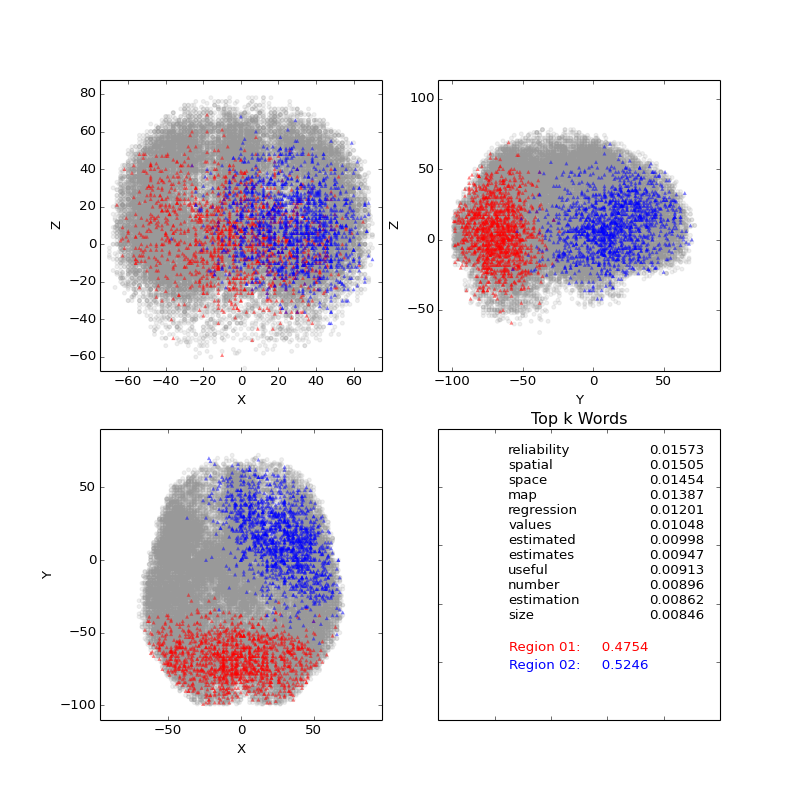 80
60
40
20
0
−20
−40
−60
Z
−60 −40 −20 0 20 40 60
X
100
50
0
−50
Z
−100 −50 0 50
Y
50
0
−50
−100
Y
−50 0 50
X
Top k Words
reliability 0.01573
spatial 0.01505
space 0.01454
map 0.01387
regression 0.01201
values 0.01048
estimated 0.00998
estimates 0.00947
useful 0.00913
number 0.00896
estimation 0.00862
size 0.00846
Region 01: 0.4754
Region 02: 0.5246